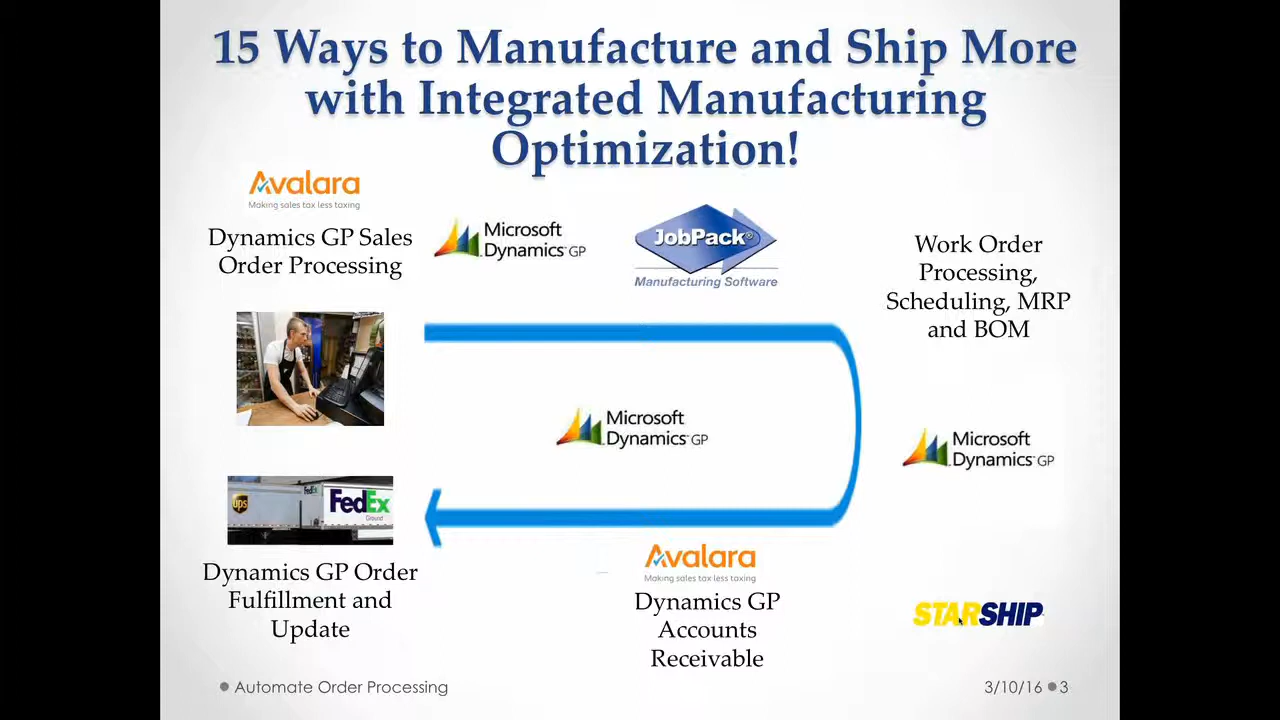 15 Ways to Manufacture and Ship More
with Integrated Manufacturing
Optimization!
Avalara
Making sales tax less taxing
Dynamics GP Sales
Order Processing
Microsoft
Dynamics GP
JobPack®
Manufacturing Software
Work Order
Processing,
Scheduling, MRP
and BOM
Microsoft
Dynamics GP
Microsoft
Dynamics GP
ups
FedEx
FedEx
Ground
Dynamics GP Order
Fulfillment and
Update
Avalara
Making sales tax less taxing
Dynamics GP
Accounts
Receivable
STARSHIP
Automate Order Processing
3/10/16
3